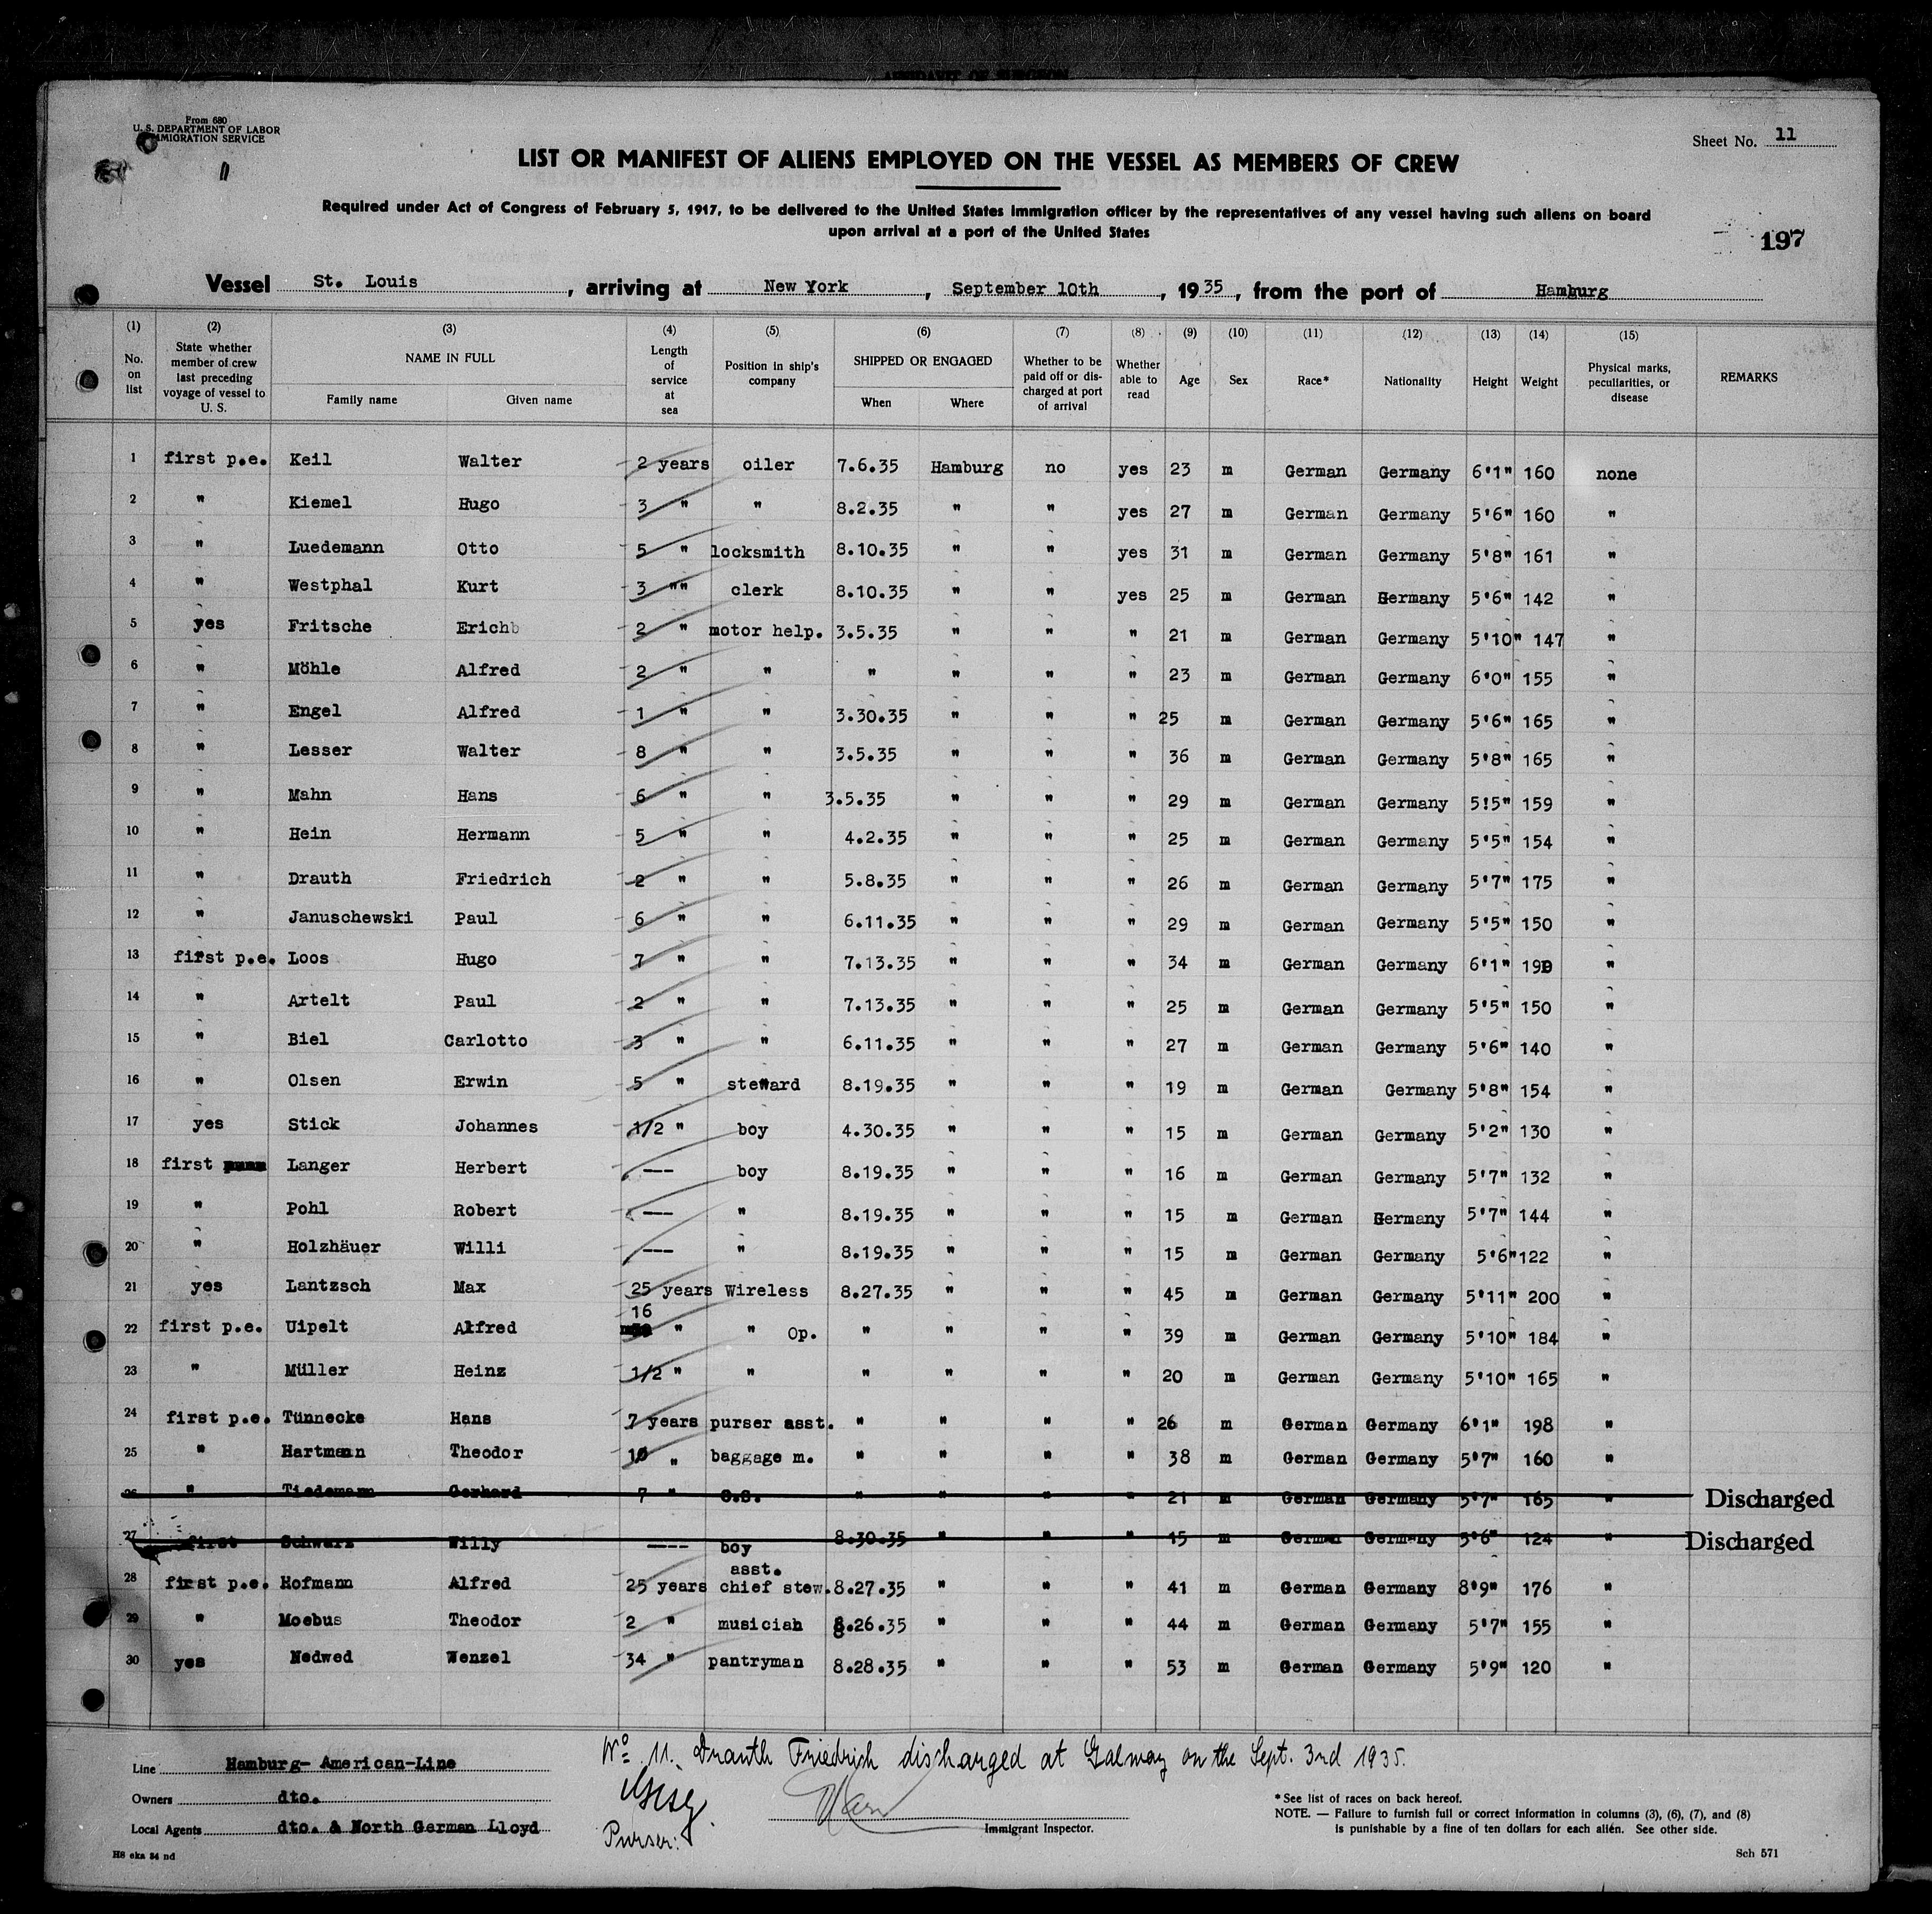 From 680
U. S. DEPARTMENT OF LABOR
IMMIGRATION SERVICE
Sheet No. 11
11
LIST OR MANIFEST OF ALIENS EMPLOYED ON THE VESSEL AS MEMBERS OF CREW
Required under Act of Congress of February 5, 1917, to be delivered to the United States Immigration officer by the representatives of any vessel having such aliens on board
upon arrival at a port of the United States
197
Vessel St. Louis, arriving at New York, September 10th, 1935, from the port of Hamburg
(1) No. on list (2) State whether member of crew last preceding voyage of vessel to U. S. (3) NAME IN FULL Family name Given name (4) Length of service at sea (5) Position in ship's company (6) SHIPPED OR ENGAGED When Where (7) Whether to be paid off or discharged at port of arrival (8) Whether able to read (9) Age (10) Sex (11) Race* (12) Nationality (13) Height (14) Weight (15) Physical marks, peculiarities, or disease REMARKS
1 first p.e. Keil Walter 2 years oiler 7.6.35 Hamburg no yes 23 m German Germany 6'1" 160 none
2 " Kiemel Hugo 3 " " 8.2.35 " " yes 27 m German Germany 5'6" 160 "
3 " Luedemann Otto 5 " locksmith 8.10.35 " " yes 31 m German Germany 5'8" 161 "
4 " Westphal Kurt 3 "" clerk 8.10.35 " " yes 25 m German Germany 5'6" 142 "
5 yes Fritsche Erich 2 " motor help. 3.5.35 " " " 21 m German Germany 5'10" 147 "
6 " Möhle Alfred 2 " " " " " " 23 m German Germany 6'0" 155 "
7 " Engel Alfred 1 " " 3.30.35 " " " 25 m German Germany 5'6" 165 "
8 " Lesser Walter 8 " " 3.5.35 " " " 36 m German Germany 5'8" 165 "
9 " Mahn Hans 6 " " 3.5.35 " " " 29 m German Germany 5!5" 159 "
10 " Hein Hermann 5 " " 4.2.35 " " " 25 m German Germany 5'5" 154 "
11 " Drauth Friedrich 2 " " 5.8.35 " " " 26 m German Germany 5'7" 175 "
12 " Januschewski Paul 6 " " 6.11.35 " " " 29 m German Germany 5'5" 150 "
13 first p.e. Loos Hugo 7 " " 7.13.35 " " " 34 m German Germany 6'1" 190 "
14 " Artelt Paul 2 " " 7.13.35 " " " 25 m German Germany 5'5" 150 "
15 " Biel Carlotto 3 " " 6.11.35 " " " 27 m German Germany 5'6" 140 "
16 " Olsen Erwin 5 " steward 8.19.35 " " " 19 m German Germany 5'8" 154 "
17 yes Stick Johannes 1/2 " boy 4.30.35 " " " 15 m German Germany 5'2" 130 "
18 first Langer Herbert --- boy 8.19.35 " " " 16 m German Germany 5'7" 132 "
19 " Pohl Robert --- " 8.19.35 " " " 15 m German Germany 5'7" 144 "
20 " Holzhäuer Willi --- " 8.19.35 " " " 15 m German Germany 5'6" 122 "
21 yes Lantzsch Max 25 years Wireless 8.27.35 " " " 45 m German Germany 5'11" 200 "
22 first p.e. Uipelt Alfred 16 " " Op. " " " " 39 m German Germany 5'10" 184 "
23 " Müller Heinz 1/2 " " " " " " 20 m German Germany 5'10" 165 "
24 first p.e. Tünnecke Hans 7 years purser asst. " " " " 26 m German Germany 6'1" 198 "
25 " Hartmann Theodor 10 " baggage m. " " " " 38 m German Germany 5'7" 160 "
26 " Tiedemann Gerhard 7 " O.S. " " " " 21 m German Germany 5'7" 165 " Discharged
27 first Schwarz Willy ---- boy 8.30.35 " " " 15 m German Germany 5'6" 124 " Discharged
28 first p.e. Hofmann Alfred 25 years asst. chief stew. 8.27.35 " " " 41 m German Germany 8'9" 176 "
29 " Moebus Theodor 2 " musician 8.26.35 " " " 44 m German Germany 5'7" 155 "
30 yes Nedwed Wenzel 34 " pantryman 8.28.35 " " " 53 m German Germany 5'9" 120 "
No 11. Drauth Friedrich discharged at Galway on the Sept. 3rd 1935.
Line Hamburg- American-Line
Owners dto.
Local Agents dto. & North German Lloyd
Purser.
Immigrant Inspector.
* See list of races on back hereof.
NOTE. — Failure to furnish full or correct information in columns (3), (6), (7), and (8)
is punishable by a fine of ten dollars for each alien. See other side.
H8 eka 34 nd
Sch 571